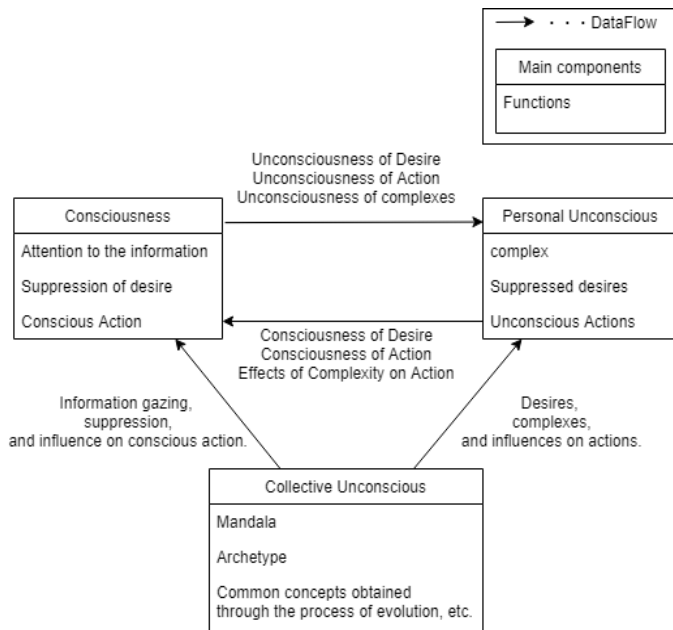 · · · DataFlow
Main components
Functions
Unconsciousness of Desire
Unconsciousness of Action
Unconsciousness of complexes
Consciousness
Attention to the information
Suppression of desire
Conscious Action
Personal Unconscious
complex
Suppressed desires
Unconscious Actions
Consciousness of Desire
Consciousness of Action
Effects of Complexity on Action
Information gazing,
suppression,
and influence on conscious action.
Desires,
complexes,
and influences on actions.
Collective Unconscious
Mandala
Archetype
Common concepts obtained
through the process of evolution, etc.